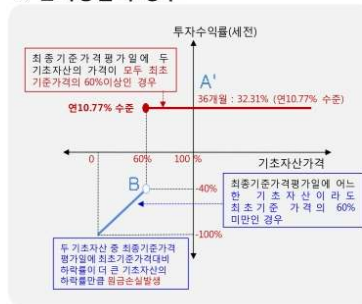 투자수익률(세전)
최종기준가격평가일에 두
기초자산의 가격이 모두 최초
기준가격의 60%이상인 경우
A'
36개월 : 32.31% (연10.77% 수준)
연10.77% 수준
0 60% 100 %
기초자산가격
B
-40%
-100%
최종기준가격평가일에 어느
한 기초자산이라도
최초기준 가격의 60%
미만인 경우
두 기초자산 중 최종기준가격
평가일에 최초기준가격대비
하락률이 더 큰 기초자산의
하락률만큼 원금손실발생